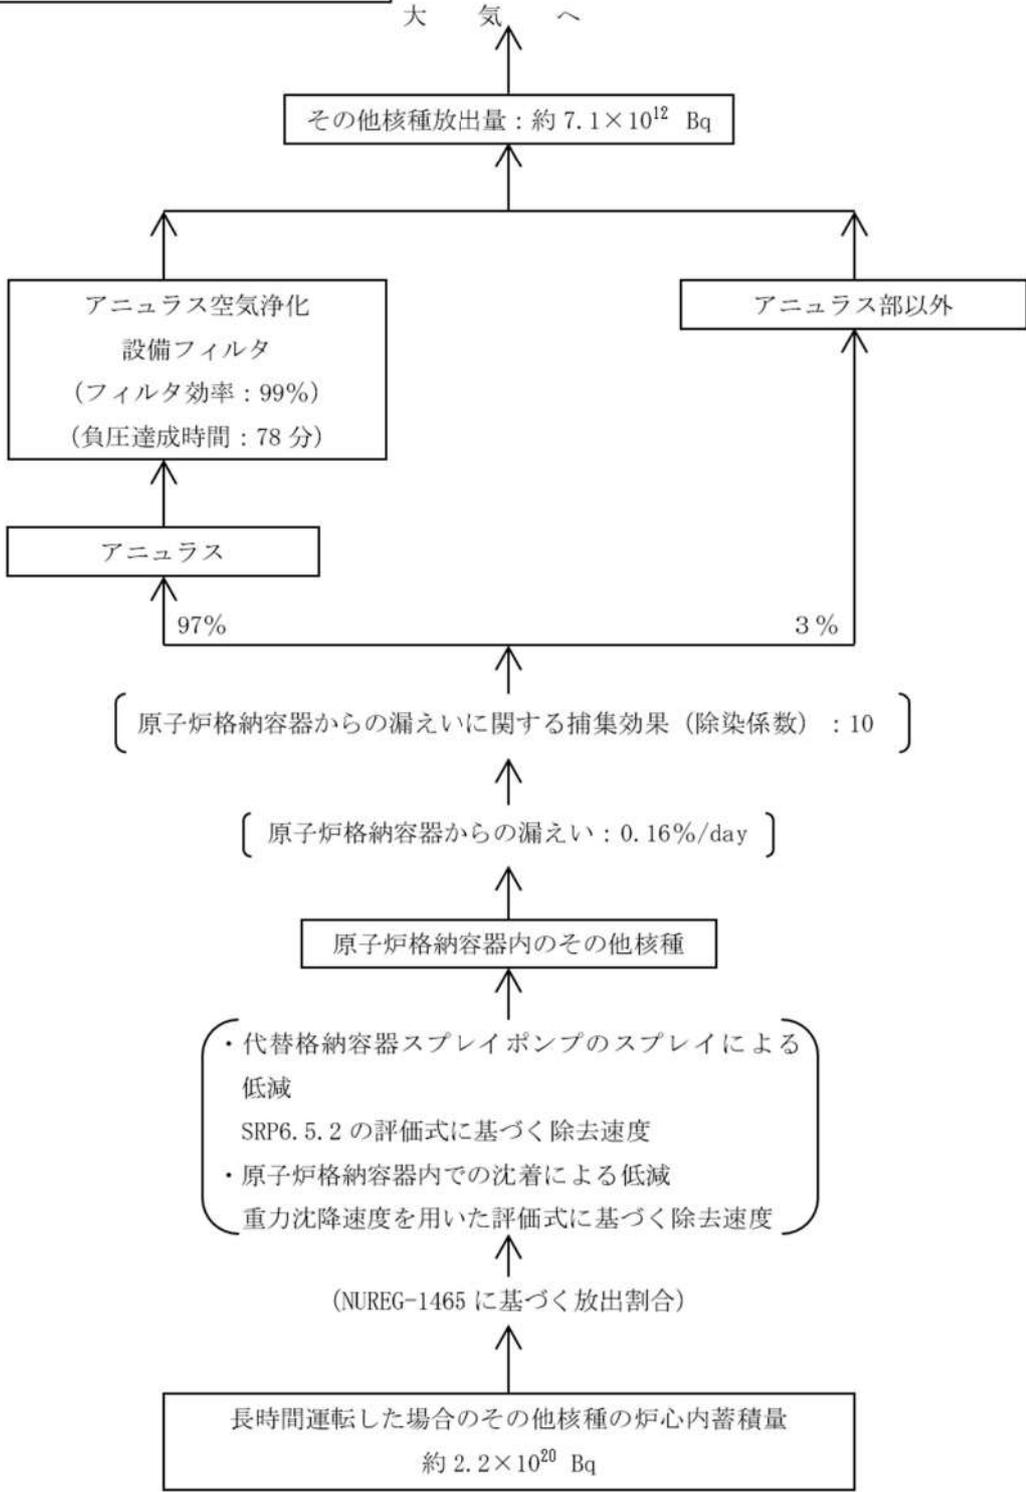 大 気 へ
その他核種放出量：約 7.1×10¹² Bq
アニュラス空気浄化
設備フィルタ
(フィルタ効率：99%)
(負圧達成時間：78 分)
アニュラス部以外
アニュラス
97%
３%
原子炉格納容器からの漏えいに関する捕集効果（除染係数）：10
原子炉格納容器からの漏えい：0.16%/day
原子炉格納容器内のその他核種
・代替格納容器スプレイポンプのスプレイによる
低減
SRP6.5.2 の評価式に基づく除去速度
・原子炉格納容器内での沈着による低減
重力沈降速度を用いた評価式に基づく除去速度
(NUREG-1465 に基づく放出割合)
長時間運転した場合のその他核種の炉心内蓄積量
約 2.2×10²⁰ Bq